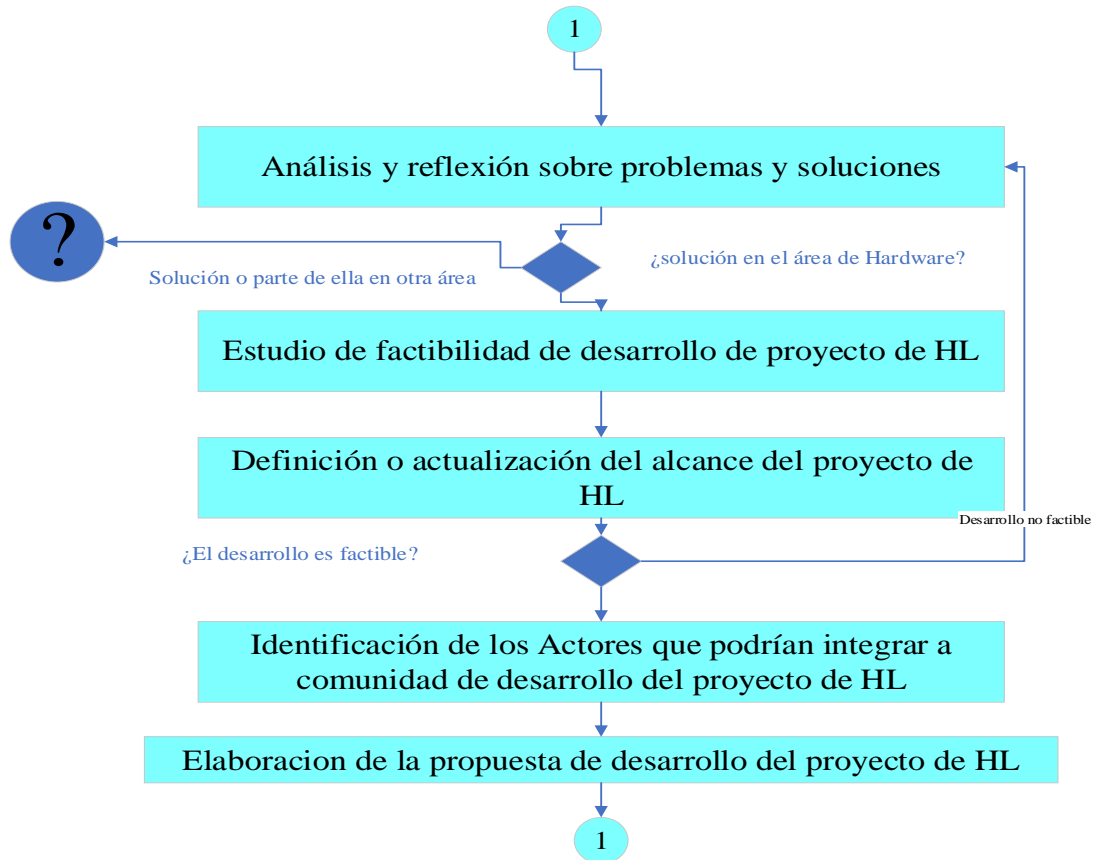 1
Análisis y reflexión sobre problemas y soluciones
?
¿solución en el área de Hardware?
Solución o parte de ella en otra área
Estudio de factibilidad de desarrollo de proyecto de HL
Definición o actualización del alcance del proyecto de
HL
Desarrollo no factible
¿El desarrollo es factible?
Identificación de los Actores que podrían integrar a
comunidad de desarrollo del proyecto de HL
Elaboracion de la propuesta de desarrollo del proyecto de HL
1